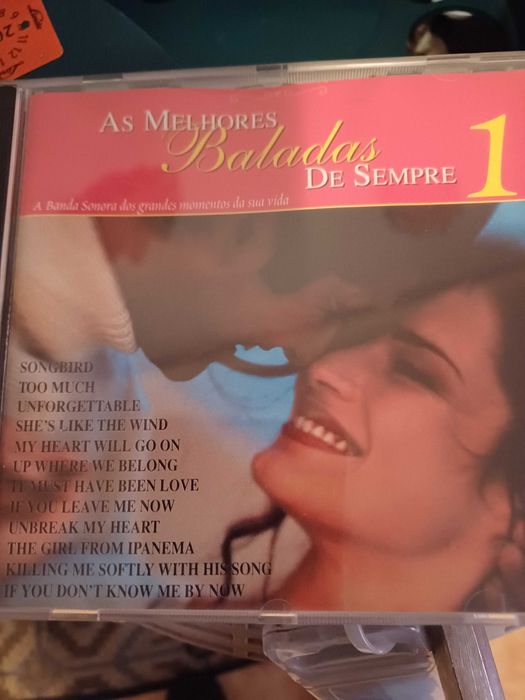 AS MELHORES
Baladas
DE SEMPRE
1
A Banda Sonora dos grandes momentos da sua vida
SONGBIRD
TOO MUCH
UNFORGETTABLE
SHE'S LIKE THE WIND
MY HEART WILL GO ON
UP WHERE WE BELONG
IT MUST HAVE BEEN LOVE
IF YOU LEAVE ME NOW
UNBREAK MY HEART
THE GIRL FROM IPANEMA
KILLING ME SOFTLY WITH HIS SONG
IF YOU DON'T KNOW ME BY NOW